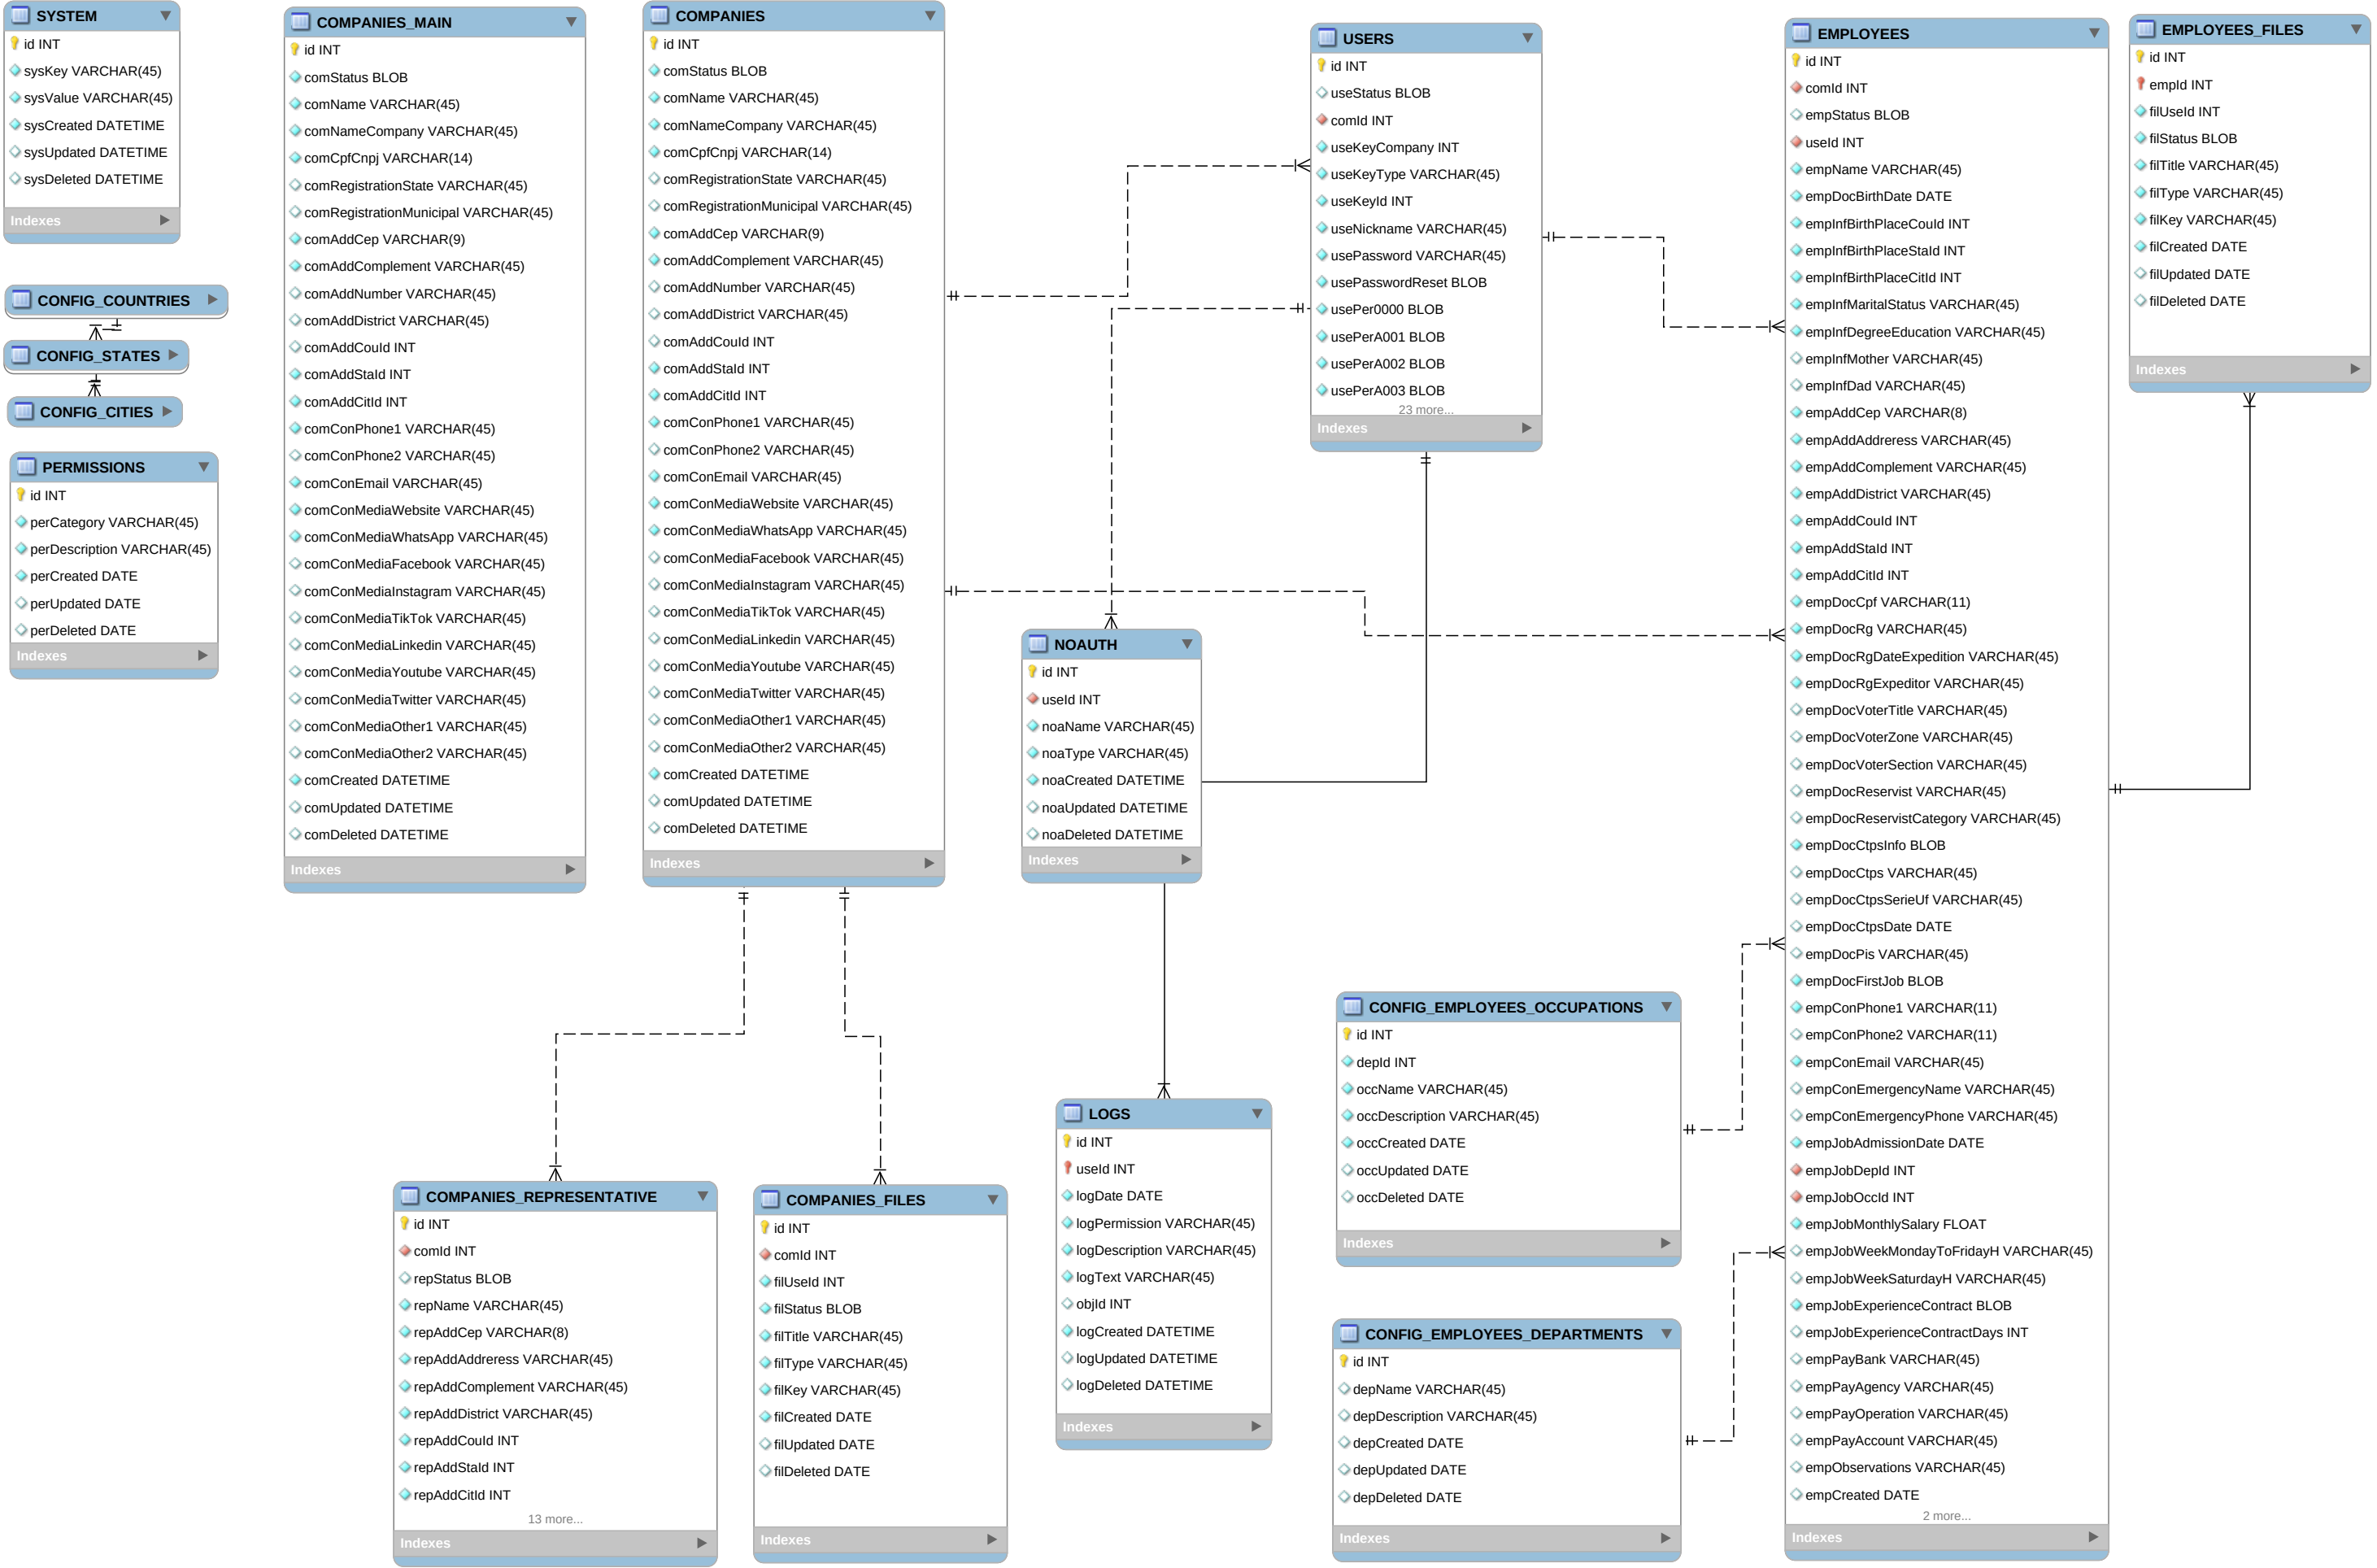 SYSTEM
id INT
sysKey VARCHAR(45)
sysValue VARCHAR(45)
sysCreated DATETIME
sysUpdated DATETIME
sysDeleted DATETIME
Indexes
CONFIG_COUNTRIES
CONFIG_STATES
CONFIG_CITIES
PERMISSIONS
id INT
perCategory VARCHAR(45)
perDescription VARCHAR(45)
perCreated DATE
perUpdated DATE
perDeleted DATE
Indexes
COMPANIES_MAIN
id INT
comStatus BLOB
comName VARCHAR(45)
comNameCompany VARCHAR(45)
comCpfCnpj VARCHAR(14)
comRegistrationState VARCHAR(45)
comRegistrationMunicipal VARCHAR(45)
comAddCep VARCHAR(9)
comAddComplement VARCHAR(45)
comAddNumber VARCHAR(45)
comAddDistrict VARCHAR(45)
comAddCouId INT
comAddStaId INT
comAddCitId INT
comConPhone1 VARCHAR(45)
comConPhone2 VARCHAR(45)
comConEmail VARCHAR(45)
comConMediaWebsite VARCHAR(45)
comConMediaWhatsApp VARCHAR(45)
comConMediaFacebook VARCHAR(45)
comConMediaInstagram VARCHAR(45)
comConMediaTikTok VARCHAR(45)
comConMediaLinkedin VARCHAR(45)
comConMediaYoutube VARCHAR(45)
comConMediaTwitter VARCHAR(45)
comConMediaOther1 VARCHAR(45)
comConMediaOther2 VARCHAR(45)
comCreated DATETIME
comUpdated DATETIME
comDeleted DATETIME
Indexes
COMPANIES
id INT
comStatus BLOB
comName VARCHAR(45)
comNameCompany VARCHAR(45)
comCpfCnpj VARCHAR(14)
comRegistrationState VARCHAR(45)
comRegistrationMunicipal VARCHAR(45)
comAddCep VARCHAR(9)
comAddComplement VARCHAR(45)
comAddNumber VARCHAR(45)
comAddDistrict VARCHAR(45)
comAddCouId INT
comAddStaId INT
comAddCitId INT
comConPhone1 VARCHAR(45)
comConPhone2 VARCHAR(45)
comConEmail VARCHAR(45)
comConMediaWebsite VARCHAR(45)
comConMediaWhatsApp VARCHAR(45)
comConMediaFacebook VARCHAR(45)
comConMediaInstagram VARCHAR(45)
comConMediaTikTok VARCHAR(45)
comConMediaLinkedin VARCHAR(45)
comConMediaYoutube VARCHAR(45)
comConMediaTwitter VARCHAR(45)
comConMediaOther1 VARCHAR(45)
comConMediaOther2 VARCHAR(45)
comCreated DATETIME
comUpdated DATETIME
comDeleted DATETIME
Indexes
USERS
id INT
useStatus BLOB
comId INT
useKeyCompany INT
useKeyType VARCHAR(45)
useKeyId INT
useNickname VARCHAR(45)
usePassword VARCHAR(45)
usePasswordReset BLOB
usePer0000 BLOB
usePerA001 BLOB
usePerA002 BLOB
usePerA003 BLOB
23 more...
Indexes
NOAUTH
id INT
useId INT
noaName VARCHAR(45)
noaType VARCHAR(45)
noaCreated DATETIME
noaUpdated DATETIME
noaDeleted DATETIME
Indexes
EMPLOYEES
id INT
comId INT
empStatus BLOB
useId INT
empName VARCHAR(45)
empDocBirthDate DATE
empInfBirthPlaceCouId INT
empInfBirthPlaceStaId INT
empInfBirthPlaceCitId INT
empInfMaritalStatus VARCHAR(45)
empInfDegreeEducation VARCHAR(45)
empInfMother VARCHAR(45)
empInfDad VARCHAR(45)
empAddCep VARCHAR(8)
empAddAddreress VARCHAR(45)
empAddComplement VARCHAR(45)
empAddDistrict VARCHAR(45)
empAddCouId INT
empAddStaId INT
empAddCitId INT
empDocCpf VARCHAR(11)
empDocRg VARCHAR(45)
empDocRgDateExpedition VARCHAR(45)
empDocRgExpeditor VARCHAR(45)
empDocVoterTitle VARCHAR(45)
empDocVoterZone VARCHAR(45)
empDocVoterSection VARCHAR(45)
empDocReservist VARCHAR(45)
empDocReservistCategory VARCHAR(45)
empDocCtpsInfo BLOB
empDocCtps VARCHAR(45)
empDocCtpsSerieUf VARCHAR(45)
empDocCtpsDate DATE
empDocPis VARCHAR(45)
empDocFirstJob BLOB
empConPhone1 VARCHAR(11)
empConPhone2 VARCHAR(11)
empConEmail VARCHAR(45)
empConEmergencyName VARCHAR(45)
empConEmergencyPhone VARCHAR(45)
empJobAdmissionDate DATE
empJobDepId INT
empJobOccId INT
empJobMonthlySalary FLOAT
empJobWeekMondayToFridayH VARCHAR(45)
empJobWeekSaturdayH VARCHAR(45)
empJobExperienceContract BLOB
empJobExperienceContractDays INT
empPayBank VARCHAR(45)
empPayAgency VARCHAR(45)
empPayOperation VARCHAR(45)
empPayAccount VARCHAR(45)
empObservations VARCHAR(45)
empCreated DATE
2 more...
Indexes
EMPLOYEES_FILES
id INT
empId INT
filUseId INT
filStatus BLOB
filTitle VARCHAR(45)
filType VARCHAR(45)
filKey VARCHAR(45)
filCreated DATE
filUpdated DATE
filDeleted DATE
Indexes
COMPANIES_REPRESENTATIVE
id INT
comId INT
repStatus BLOB
repName VARCHAR(45)
repAddCep VARCHAR(8)
repAddAddreress VARCHAR(45)
repAddComplement VARCHAR(45)
repAddDistrict VARCHAR(45)
repAddCouId INT
repAddStaId INT
repAddCitId INT
13 more...
Indexes
COMPANIES_FILES
id INT
comId INT
filUseId INT
filStatus BLOB
filTitle VARCHAR(45)
filType VARCHAR(45)
filKey VARCHAR(45)
filCreated DATE
filUpdated DATE
filDeleted DATE
Indexes
LOGS
id INT
useId INT
logDate DATE
logPermission VARCHAR(45)
logDescription VARCHAR(45)
logText VARCHAR(45)
objId INT
logCreated DATETIME
logUpdated DATETIME
logDeleted DATETIME
Indexes
CONFIG_EMPLOYEES_OCCUPATIONS
id INT
depId INT
occName VARCHAR(45)
occDescription VARCHAR(45)
occCreated DATE
occUpdated DATE
occDeleted DATE
Indexes
CONFIG_EMPLOYEES_DEPARTMENTS
id INT
depName VARCHAR(45)
depDescription VARCHAR(45)
depCreated DATE
depUpdated DATE
depDeleted DATE
Indexes